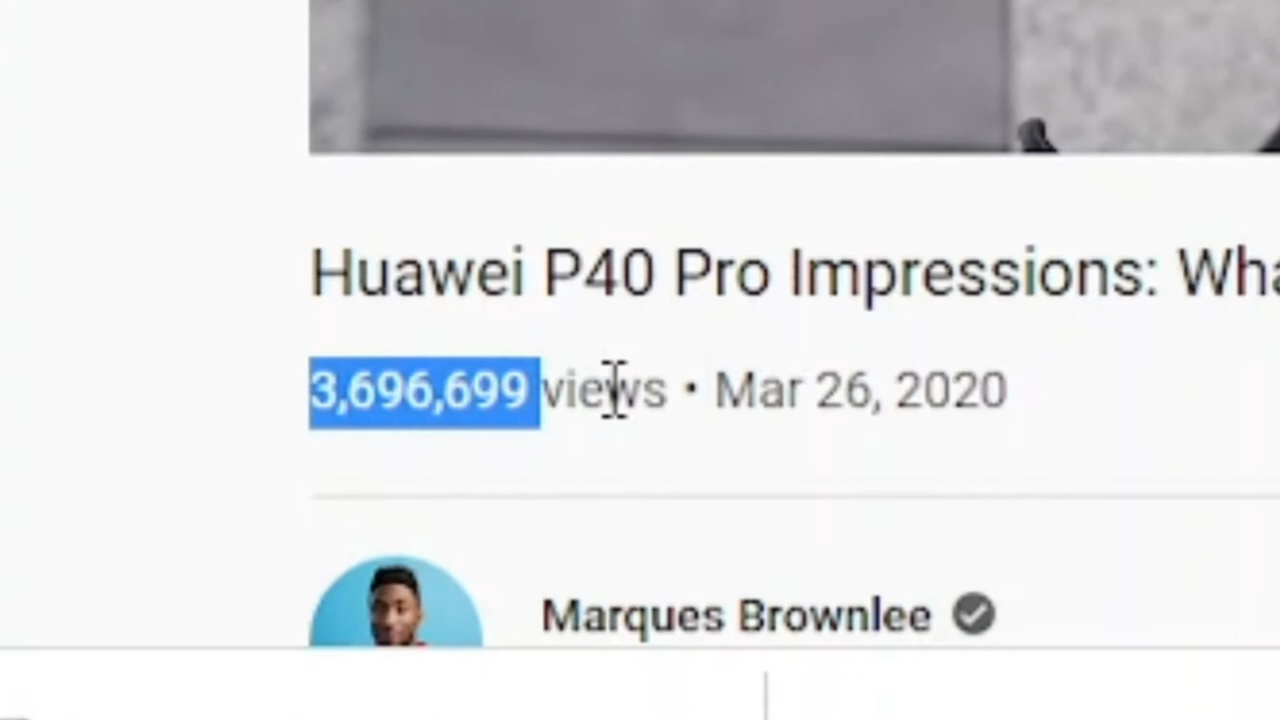 Huawei P40 Pro Impressions: Wha
3,696,699 views • Mar 26, 2020
Marques Brownlee